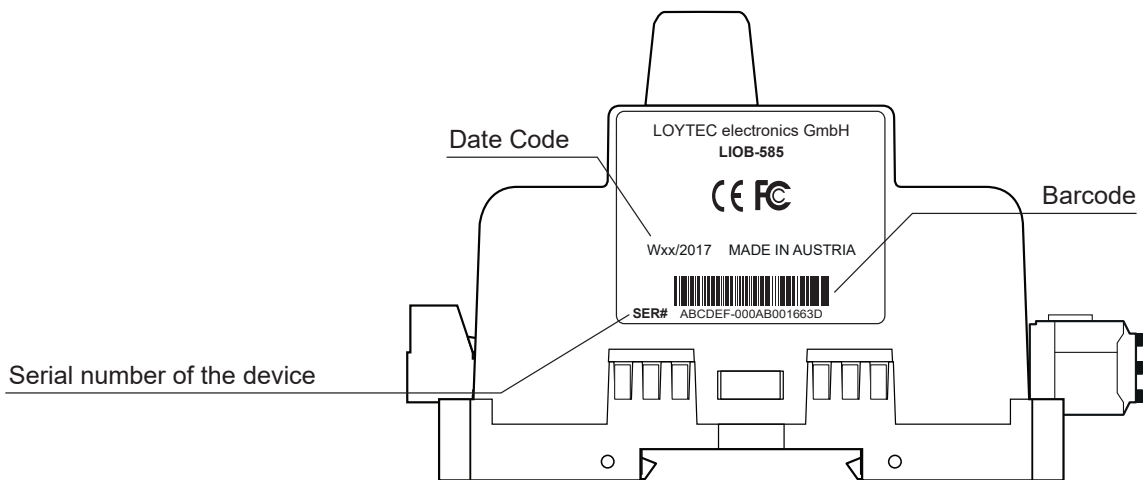 LOYTEC electronics GmbH
Date Code
LIOB-585
CE FC
Barcode
Wxx/2017 MADE IN AUSTRIA
SER# ABCDEF-000AB001663D
Serial number of the device